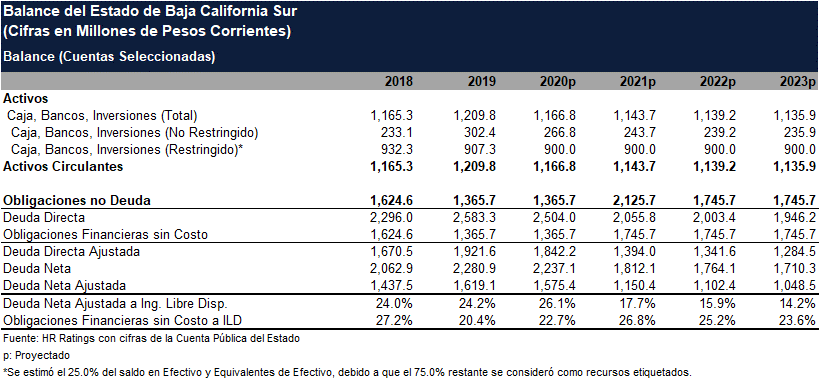 Balance del Estado de Baja California Sur
(Cifras en Millones de Pesos Corrientes)
Balance (Cuentas Seleccionadas)
2018 2019 2020p 2021p 2022p 2023p
Activos
Caja, Bancos, Inversiones (Total) 1,165.3 1,209.8 1,166.8 1,143.7 1,139.2 1,135.9
Caja, Bancos, Inversiones (No Restringido) 233.1 302.4 266.8 243.7 239.2 235.9
Caja, Bancos, Inversiones (Restringido)* 932.3 907.3 900.0 900.0 900.0 900.0
Activos Circulantes 1,165.3 1,209.8 1,166.8 1,143.7 1,139.2 1,135.9
Obligaciones no Deuda 1,624.6 1,365.7 1,365.7 2,125.7 1,745.7 1,745.7
Deuda Directa 2,296.0 2,583.3 2,504.0 2,055.8 2,003.4 1,946.2
Obligaciones Financieras sin Costo 1,624.6 1,365.7 1,365.7 1,745.7 1,745.7 1,745.7
Deuda Directa Ajustada 1,670.5 1,921.6 1,842.2 1,394.0 1,341.6 1,284.5
Deuda Neta 2,062.9 2,280.9 2,237.1 1,812.1 1,764.1 1,710.3
Deuda Neta Ajustada 1,437.5 1,619.1 1,575.4 1,150.4 1,102.4 1,048.5
Deuda Neta Ajustada a Ing. Libre Disp. 24.0% 24.2% 26.1% 17.7% 15.9% 14.2%
Obligaciones Financieras sin Costo a ILD 27.2% 20.4% 22.7% 26.8% 25.2% 23.6%
Fuente: HR Ratings con cifras de la Cuenta Pública del Estado
p: Proyectado
*Se estimó el 25.0% del saldo en Efectivo y Equivalentes de Efectivo, debido a que el 75.0% restante se consideró como recursos etiquetados.